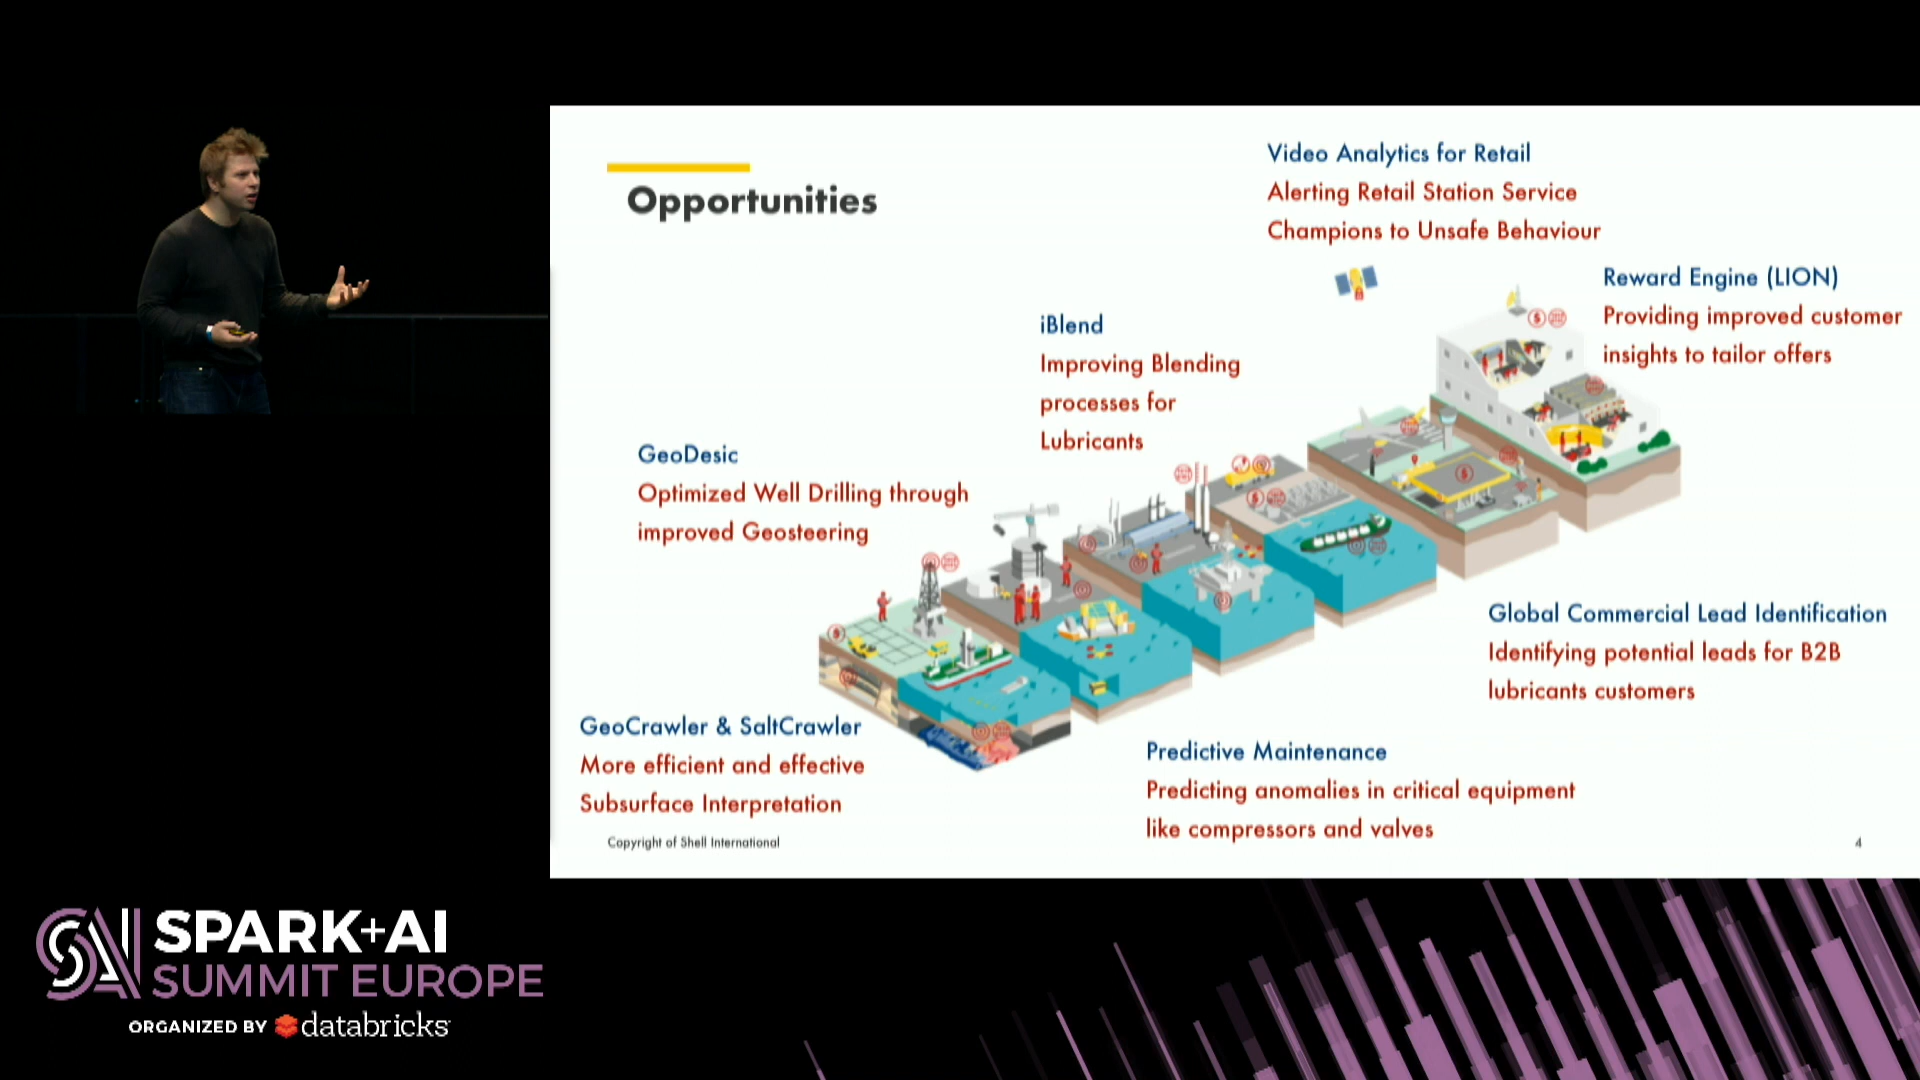 Opportunities
Video Analytics for Retail
Alerting Retail Station Service
Champions to Unsafe Behaviour
Reward Engine (LION)
Providing improved customer
insights to tailor offers
iBlend
Improving Blending
processes for
Lubricants
GeoDesic
Optimized Well Drilling through
improved Geosteering
Global Commercial Lead Identification
Identifying potential leads for B2B
lubricants customers
GeoCrawler & SaltCrawler
More efficient and effective
Subsurface Interpretation
Predictive Maintenance
Predicting anomalies in critical equipment
like compressors and valves
Copyright of Shell International
4
SPARK+AI
SUMMIT EUROPE
ORGANIZED BY databricks